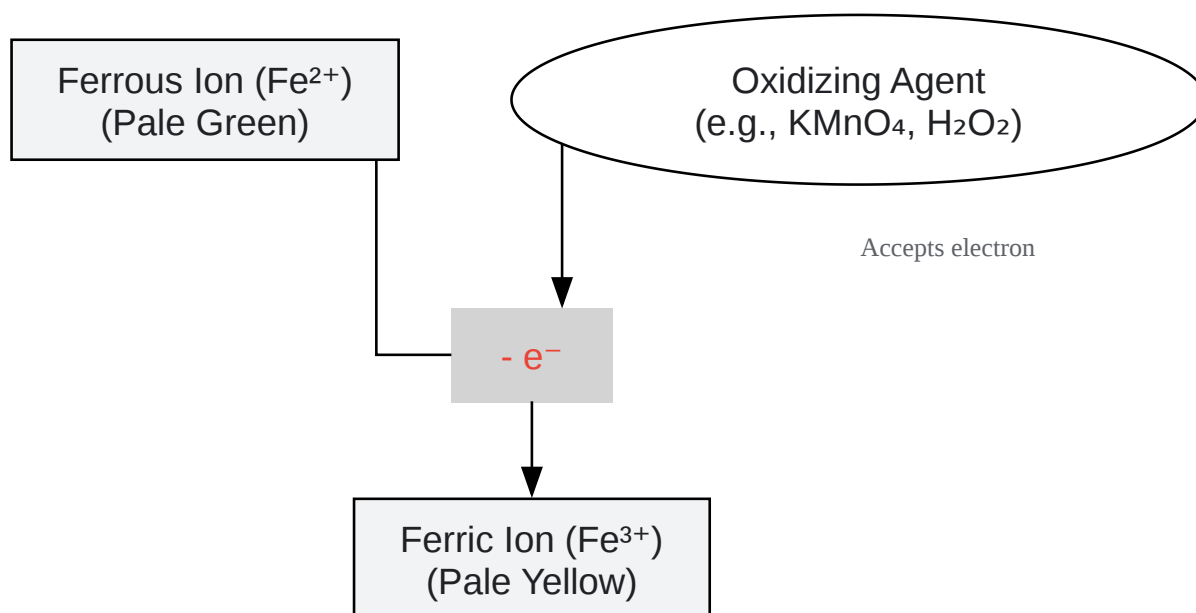 Ferrous Ion (Fe²⁺)
(Pale Green)
Oxidizing Agent
(e.g., KMnO₄, H₂O₂)
Accepts electron
- e⁻
Ferric Ion (Fe³⁺)
(Pale Yellow)